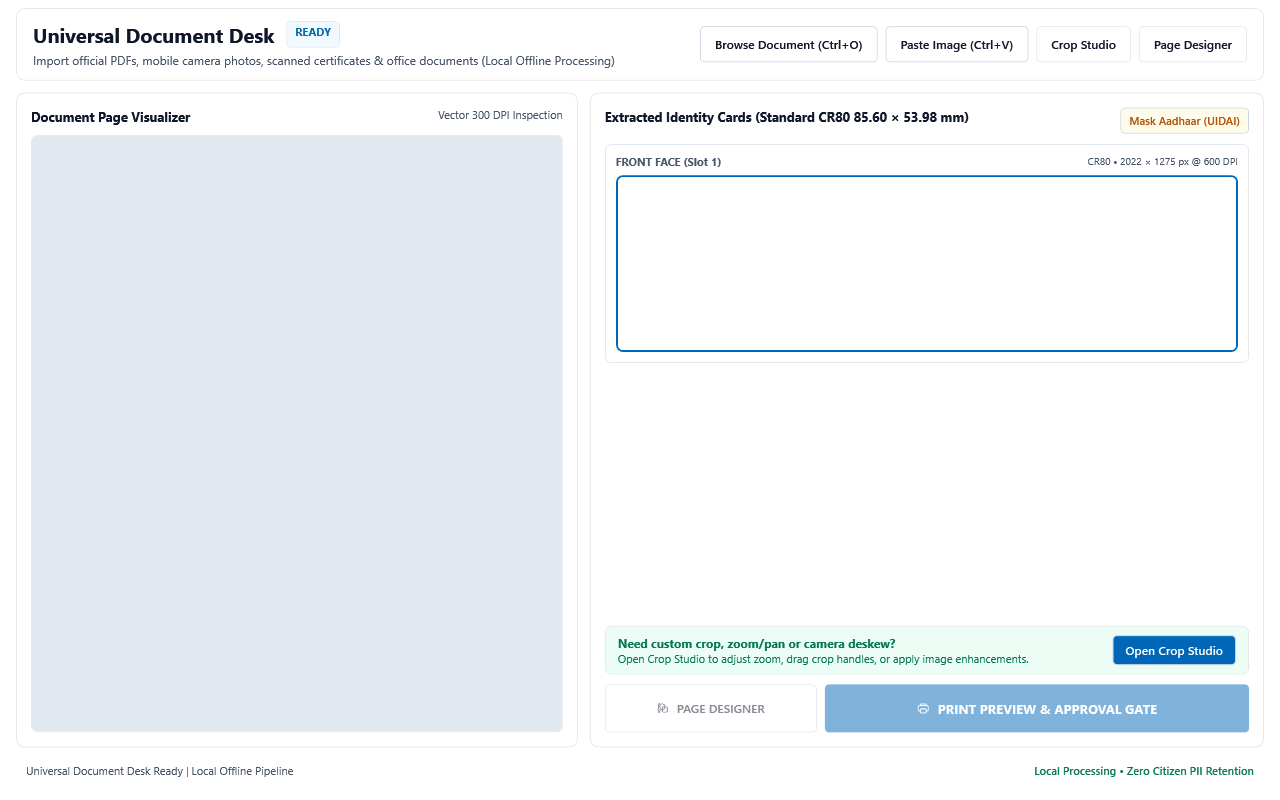 Universal Document Desk
READY
Import official PDFs, mobile camera photos, scanned certificates & office documents (Local Offline Processing)
Browse Document (Ctrl+O)
Paste Image (Ctrl+V)
Crop Studio
Page Designer
Document Page Visualizer
Vector 300 DPI Inspection
Extracted Identity Cards (Standard CR80 85.60 × 53.98 mm)
Mask Aadhaar (UIDAI)
FRONT FACE (Slot 1)
CR80 • 2022 × 1275 px @ 600 DPI
Need custom crop, zoom/pan or camera deskew?
Open Crop Studio to adjust zoom, drag crop handles, or apply image enhancements.
Open Crop Studio
PAGE DESIGNER
PRINT PREVIEW & APPROVAL GATE
Universal Document Desk Ready | Local Offline Pipeline
Local Processing • Zero Citizen PII Retention